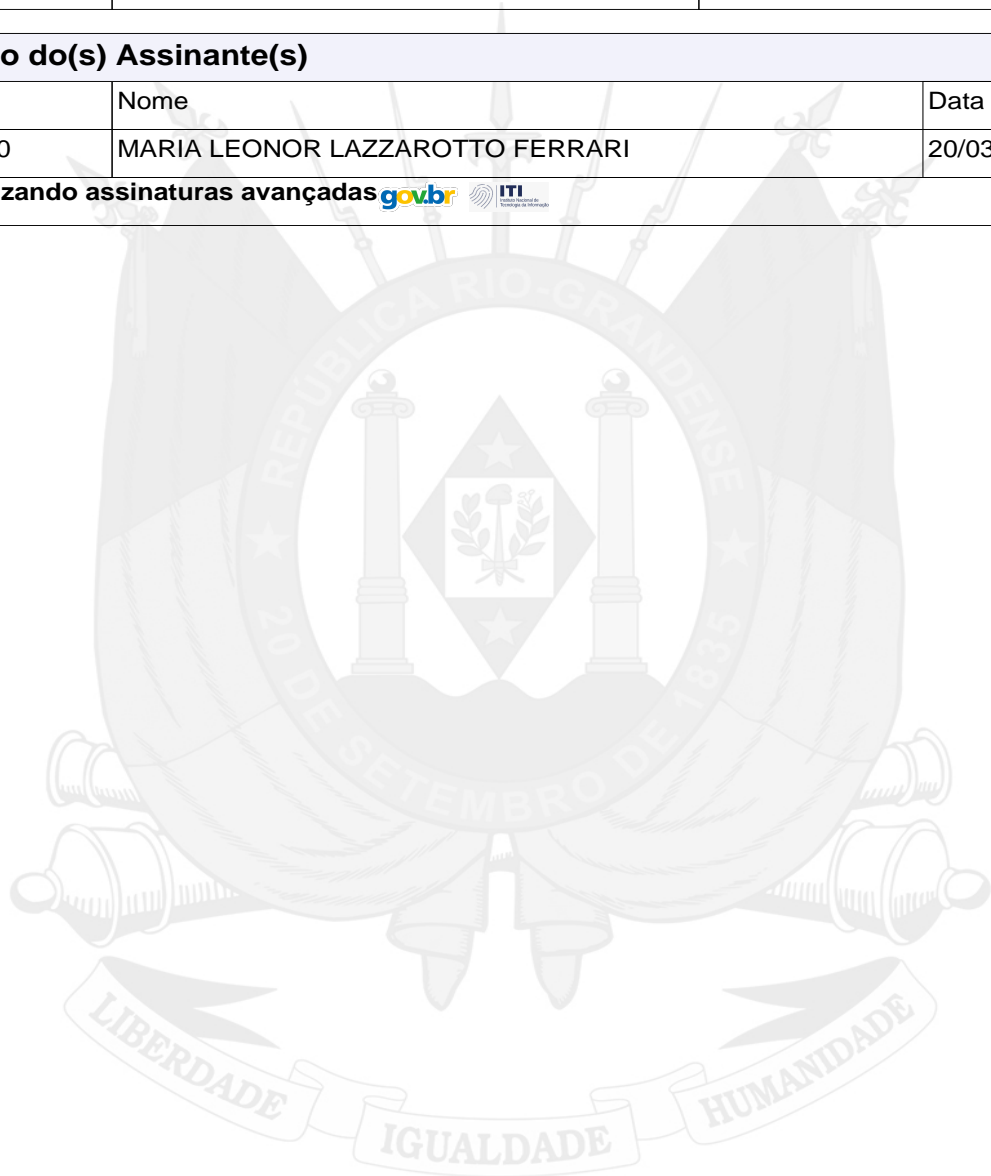 o do(s) Assinante(s)
Nome Data
0 MARIA LEONOR LAZZAROTTO FERRARI 20/03
zando assinaturas avançadas gov.br ITI
REPÚBLICA RIO-GRANDENSE
20 DE SETEMBRO DE 1835
LIBERDADE IGUALDADE HUMANIDADE